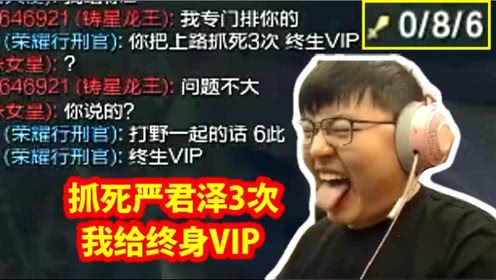 646921 (铸星龙王): 我专门排你的
(荣耀行刑官): 你把上路抓死3次 终生VIP
女皇): ?
646921 (铸星龙王): 问题不大
女皇): 你说的?
(荣耀行刑官): 打野一起的话 6此
(荣耀行刑官): 终生VIP
0/8/6
抓死严君泽3次
我给终身VIP